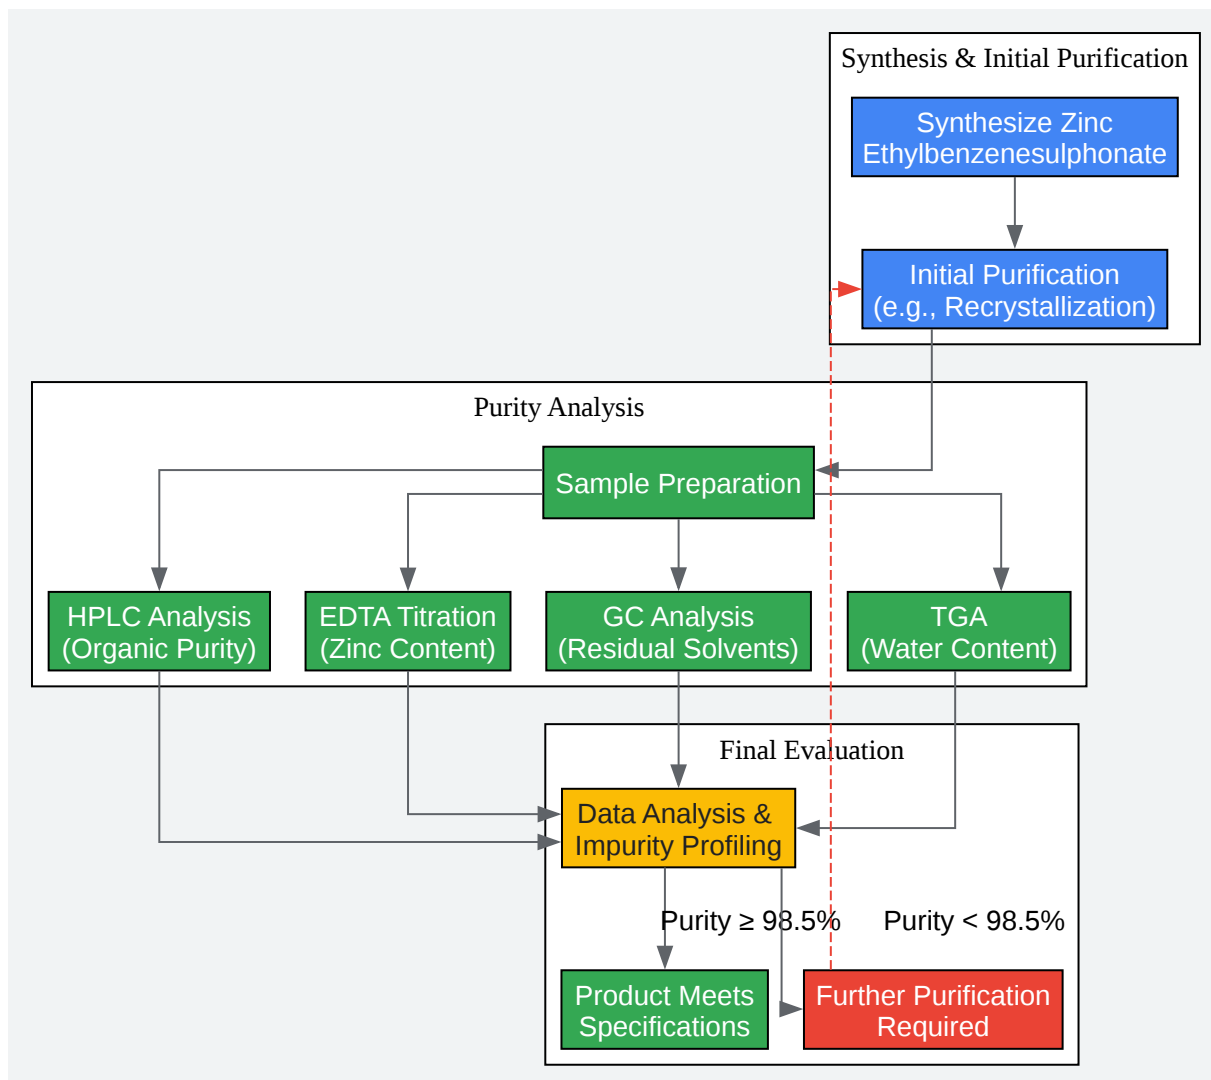 Synthesis & Initial Purification
Synthesize Zinc
Ethylbenzenesulphonate
Initial Purification
(e.g., Recrystallization)
Purity Analysis
Sample Preparation
HPLC Analysis
(Organic Purity)
EDTA Titration
(Zinc Content)
GC Analysis
(Residual Solvents)
TGA
(Water Content)
Final Evaluation
Data Analysis &
Impurity Profiling
Purity ≥ 98.5%
Purity < 98.5%
Product Meets
Specifications
Further Purification
Required